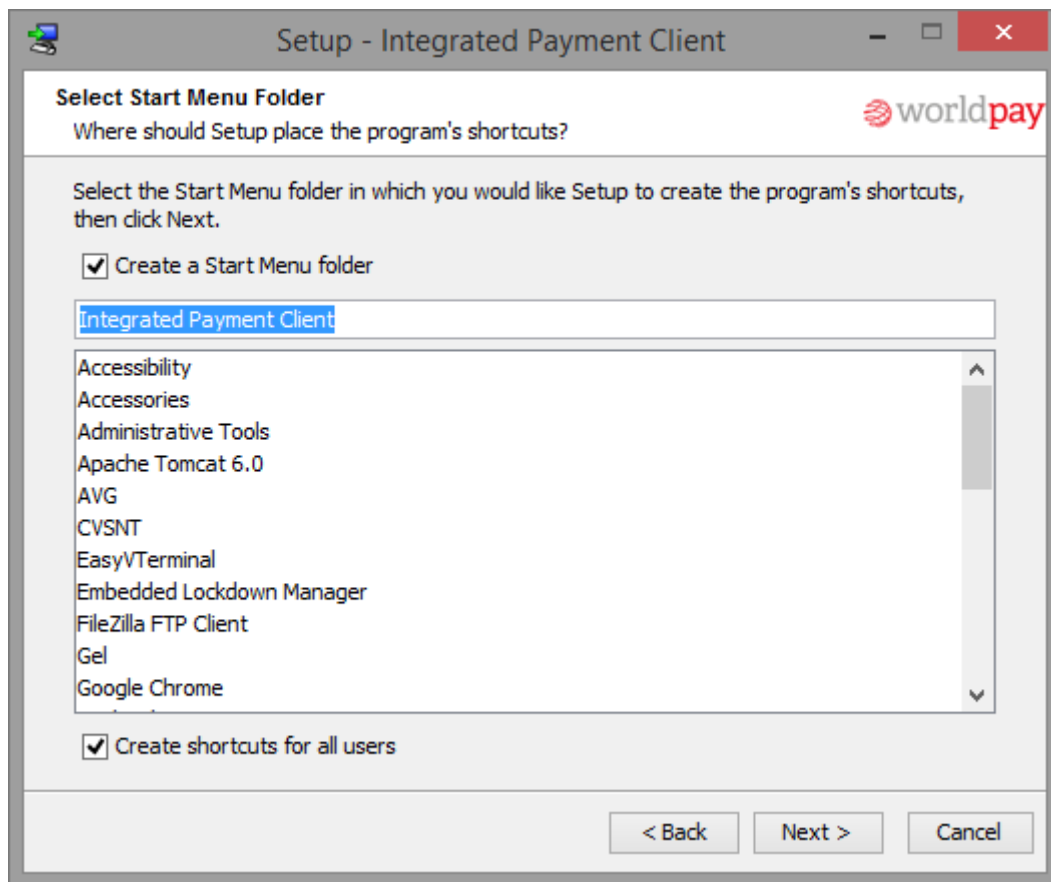 Setup - Integrated Payment Client
Select Start Menu Folder
Where should Setup place the program's shortcuts?
worldpay
Select the Start Menu folder in which you would like Setup to create the program's shortcuts,
then click Next.
Create a Start Menu folder
Integrated Payment Client
Accessibility
Accessories
Administrative Tools
Apache Tomcat 6.0
AVG
CVSNT
EasyVTerminal
Embedded Lockdown Manager
FileZilla FTP Client
Gel
Google Chrome
Create shortcuts for all users
< Back
Next >
Cancel